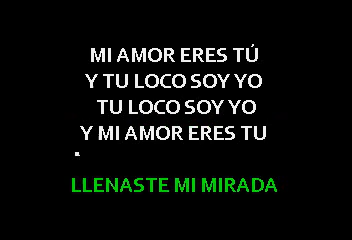 MI AMOR ERES TÚ
Y TU LOCO SOY YO
TU LOCO SOY YO
Y MI AMOR ERES TU
LLENASTE MI MIRADA